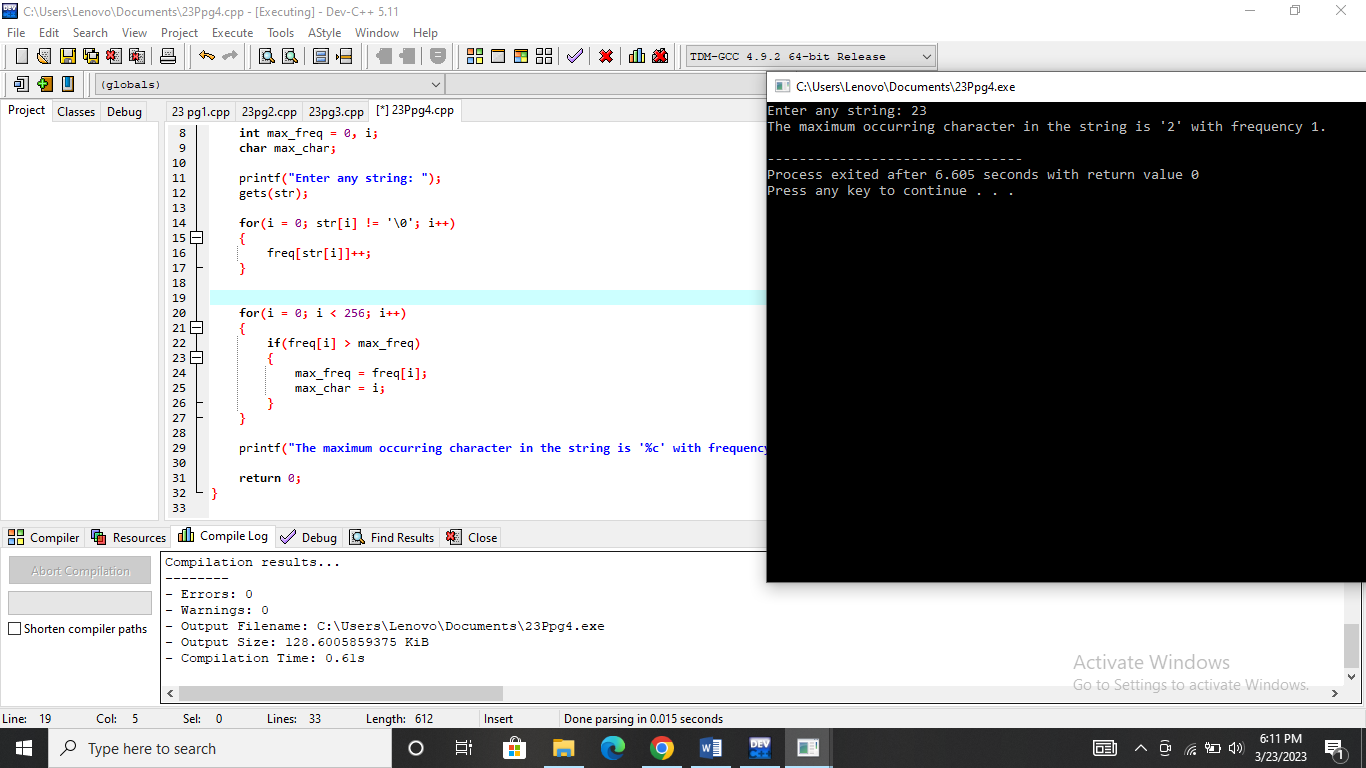 C:\Users\Lenovo\Documents\23Ppg4.cpp - [Executing] - Dev-C++ 5.11
File Edit Search View Project Execute Tools AStyle Window Help
TDM-GCC 4.9.2 64-bit Release
(globals)
C:\Users\Lenovo\Documents\23Ppg4.exe
Project Classes Debug
23 pg1.cpp 23pg2.cpp 23pg3.cpp [*] 23Ppg4.cpp
8 int max_freq = 0, i;
9 char max_char;
10
11 printf("Enter any string: ");
12 gets(str);
13
14 for(i = 0; str[i] != '\0'; i++)
15 {
16 freq[str[i]]++;
17 }
18
19
20 for(i = 0; i < 256; i++)
21 {
22 if(freq[i] > max_freq)
23 {
24 max_freq = freq[i];
25 max_char = i;
26 }
27 }
28
29 printf("The maximum occurring character in the string is '%c' with frequency
30
31 return 0;
32 }
33
Enter any string: 23
The maximum occurring character in the string is '2' with frequency 1.
--------------------------------
Process exited after 6.605 seconds with return value 0
Press any key to continue . . .
Compiler Resources Compile Log Debug Find Results Close
Abort Compilation
Shorten compiler paths
Compilation results...
--------
- Errors: 0
- Warnings: 0
- Output Filename: C:\Users\Lenovo\Documents\23Ppg4.exe
- Output Size: 128.6005859375 KiB
- Compilation Time: 0.61s
Activate Windows
Go to Settings to activate Windows.
Line: 19 Col: 5 Sel: 0 Lines: 33 Length: 612 Insert Done parsing in 0.015 seconds
Type here to search
DEV
6:11 PM
3/23/2023
1